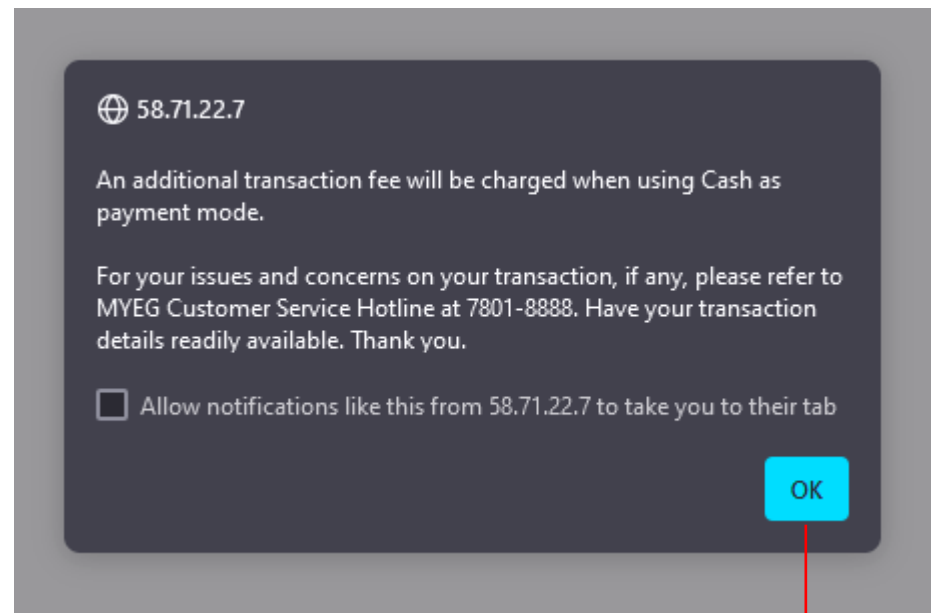 58.71.22.7
An additional transaction fee will be charged when using Cash as
payment mode.
For your issues and concerns on your transaction, if any, please refer to
MYEG Customer Service Hotline at 7801-8888. Have your transaction
details readily available. Thank you.
Allow notifications like this from 58.71.22.7 to take you to their tab
OK